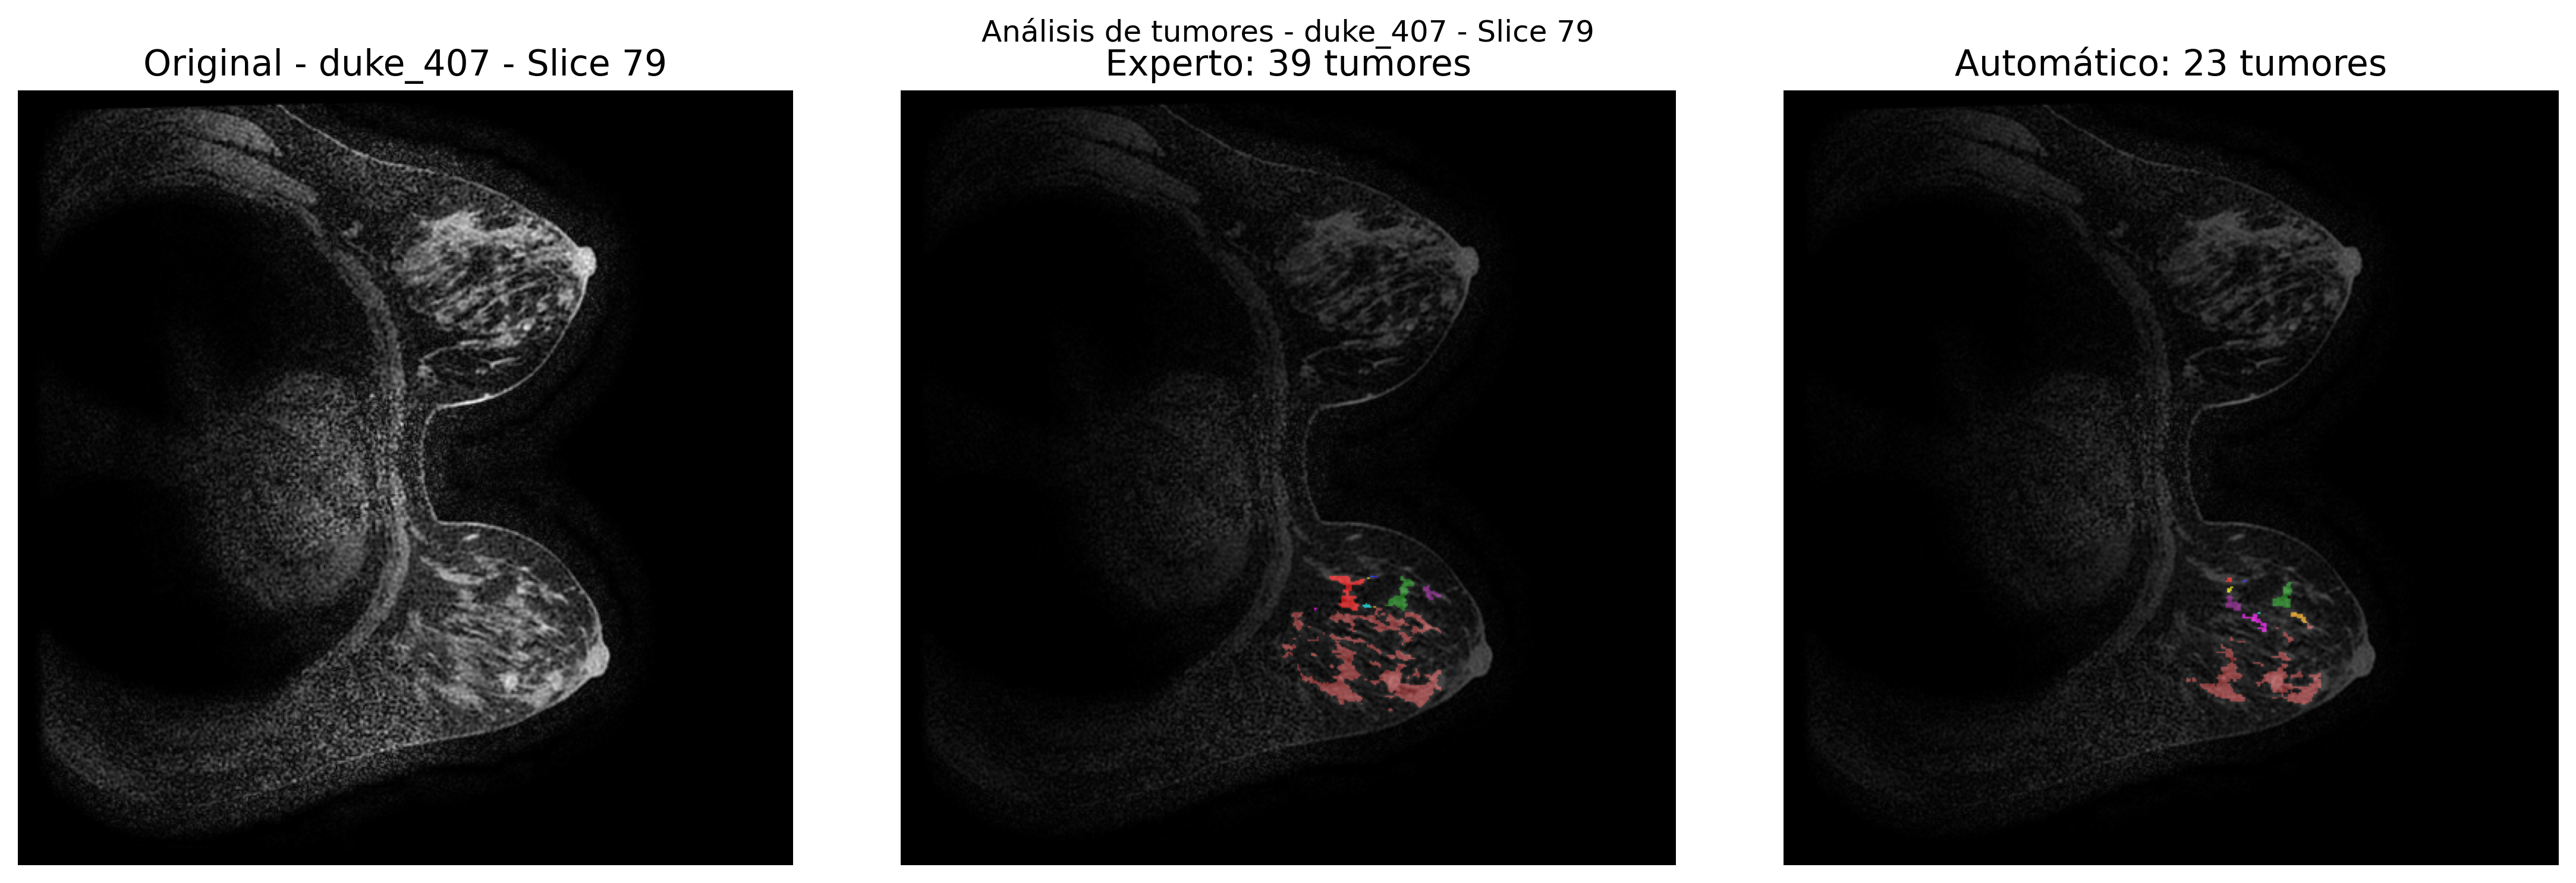 Análisis de tumores - duke_407 - Slice 79
Original - duke_407 - Slice 79
Experto: 39 tumores
Automático: 23 tumores